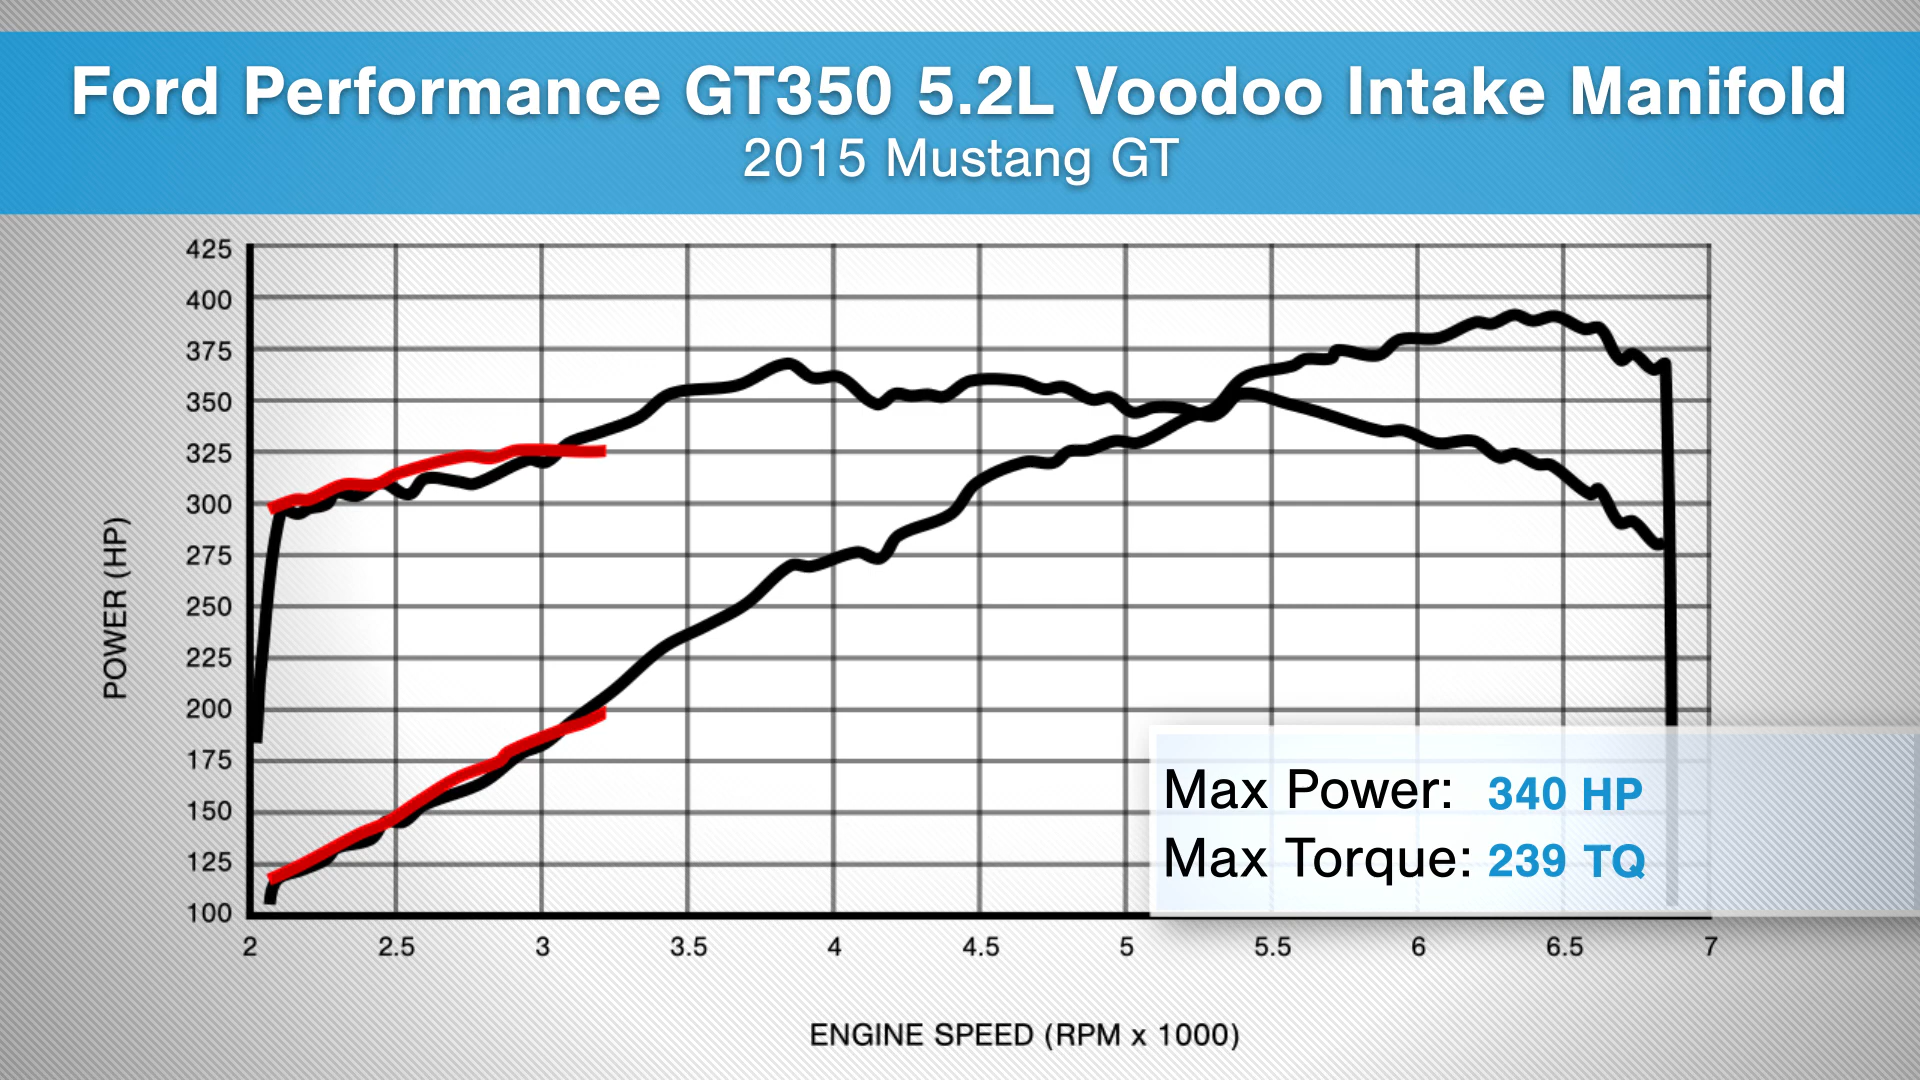 Ford Performance GT350 5.2L Voodoo Intake Manifold
2015 Mustang GT
425
400
375
350
325
300
275
250
225
200
175
150
125
100
POWER (HP)
Max Power: 340 HP
Max Torque: 239 TQ
2 2.5 3 3.5 4 4.5 5 5.5 6 6.5 7
ENGINE SPEED (RPM x 1000)